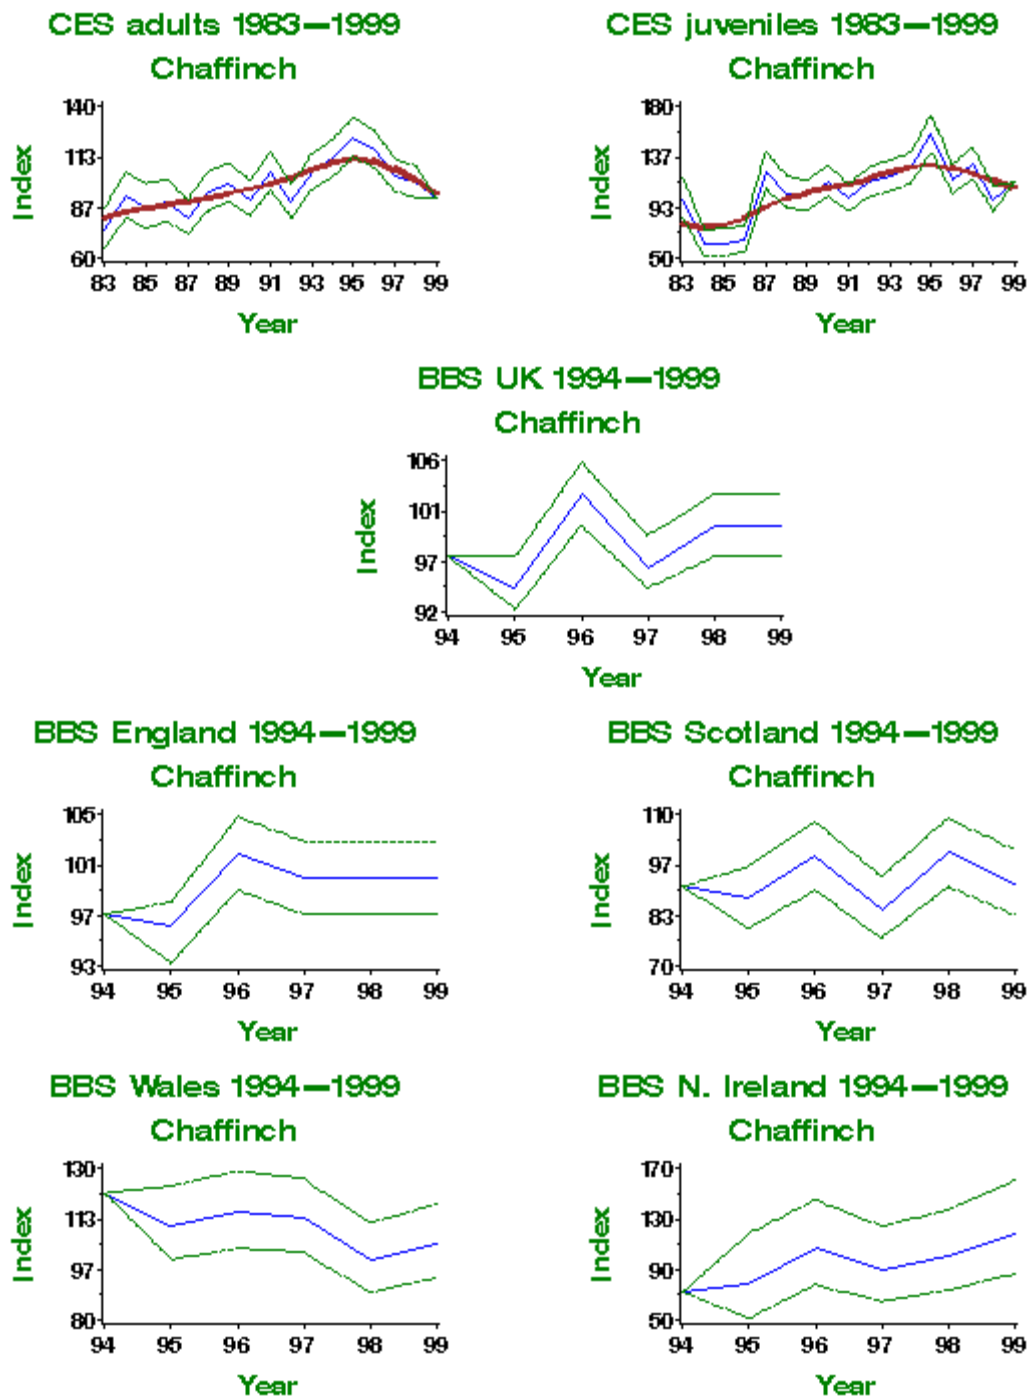 CES adults 1983—1999
Chaffinch
Index
140
113
87
60
83 85 87 89 91 93 95 97 99
Year
CES juveniles 1983—1999
Chaffinch
Index
180
137
93
50
83 85 87 89 91 93 95 97 99
Year
BBS UK 1994—1999
Chaffinch
Index
106
101
97
92
94 95 96 97 98 99
Year
BBS England 1994—1999
Chaffinch
Index
105
101
97
93
94 95 96 97 98 99
Year
BBS Scotland 1994—1999
Chaffinch
Index
110
97
83
70
94 95 96 97 98 99
Year
BBS Wales 1994—1999
Chaffinch
Index
130
113
97
80
94 95 96 97 98 99
Year
BBS N. Ireland 1994—1999
Chaffinch
Index
170
130
90
50
94 95 96 97 98 99
Year